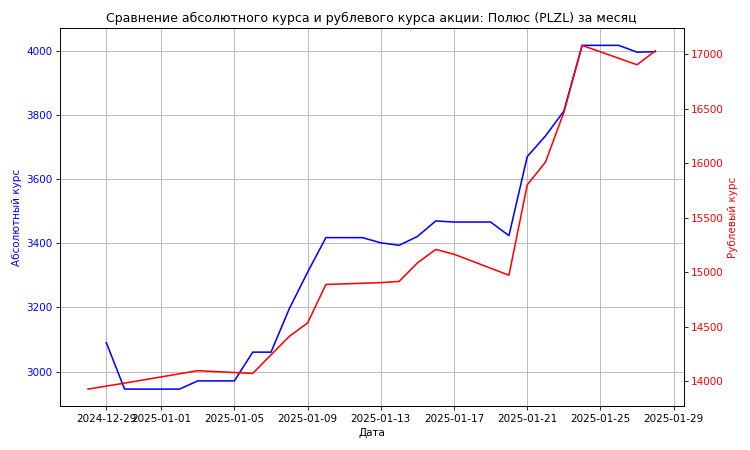 Сравнение абсолютного курса и рублевого курса акции: Полюс (PLZL) за месяц
Абсолютный курс
4000
3800
3600
3400
3200
3000
17000
16500
16000
15500
15000
14500
14000
Рублевый курс
2024-12-29 2025-01-01 2025-01-05 2025-01-09 2025-01-13 2025-01-17 2025-01-21 2025-01-25 2025-01-29
Дата